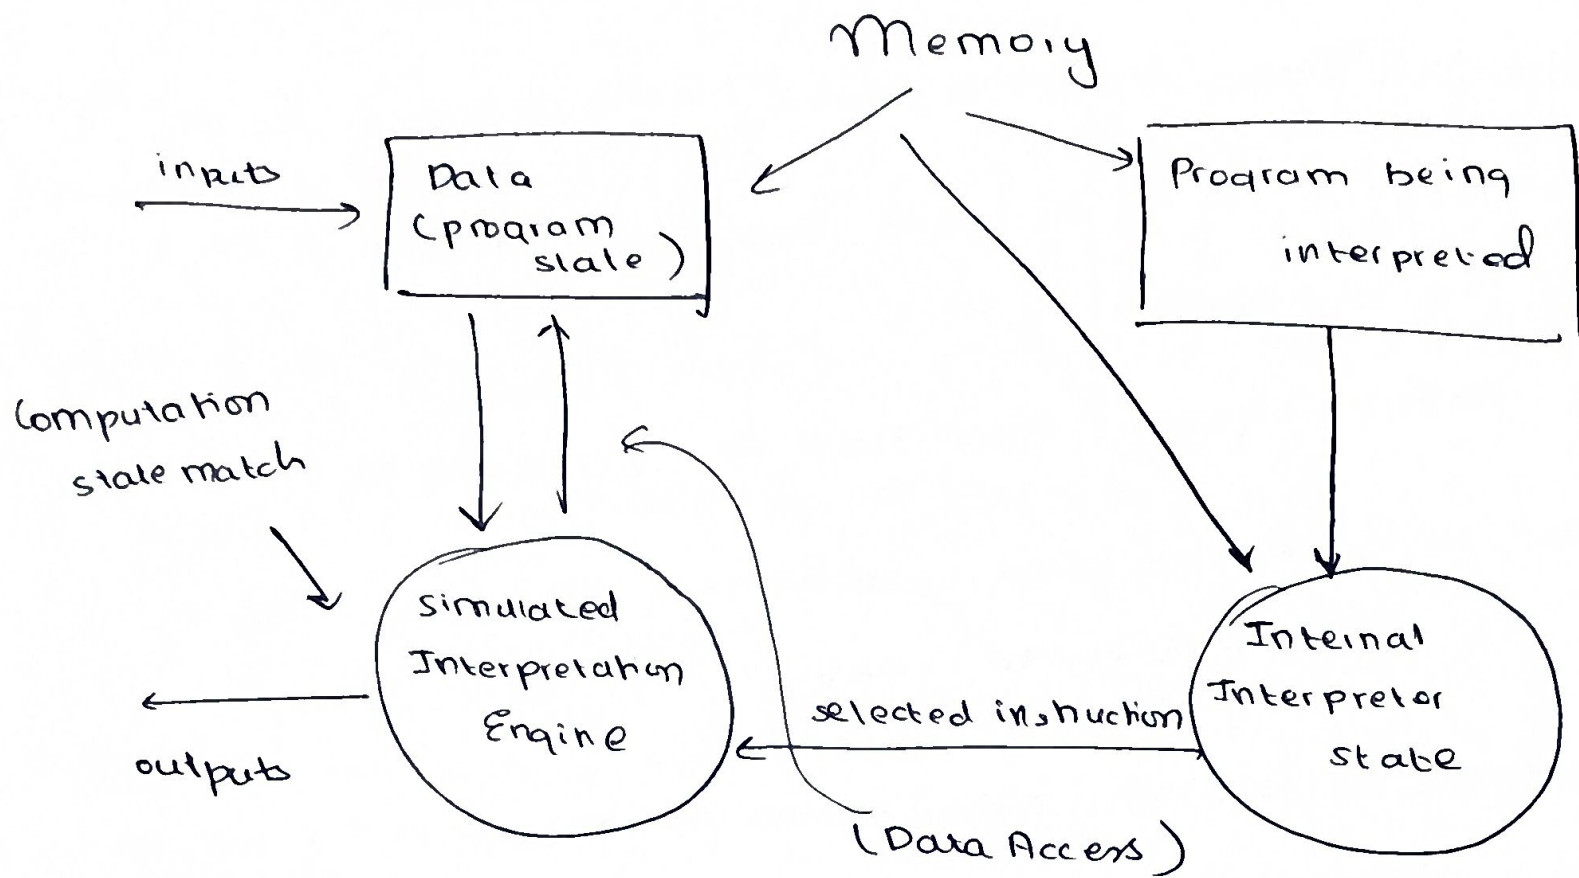 Memory
inputs
Data
(program
state)
Program being
interpreted
Computation
state match
Simulated
Interpretation
Engine
Internal
Interpretor
state
selected instruction
outputs
(Data Access)